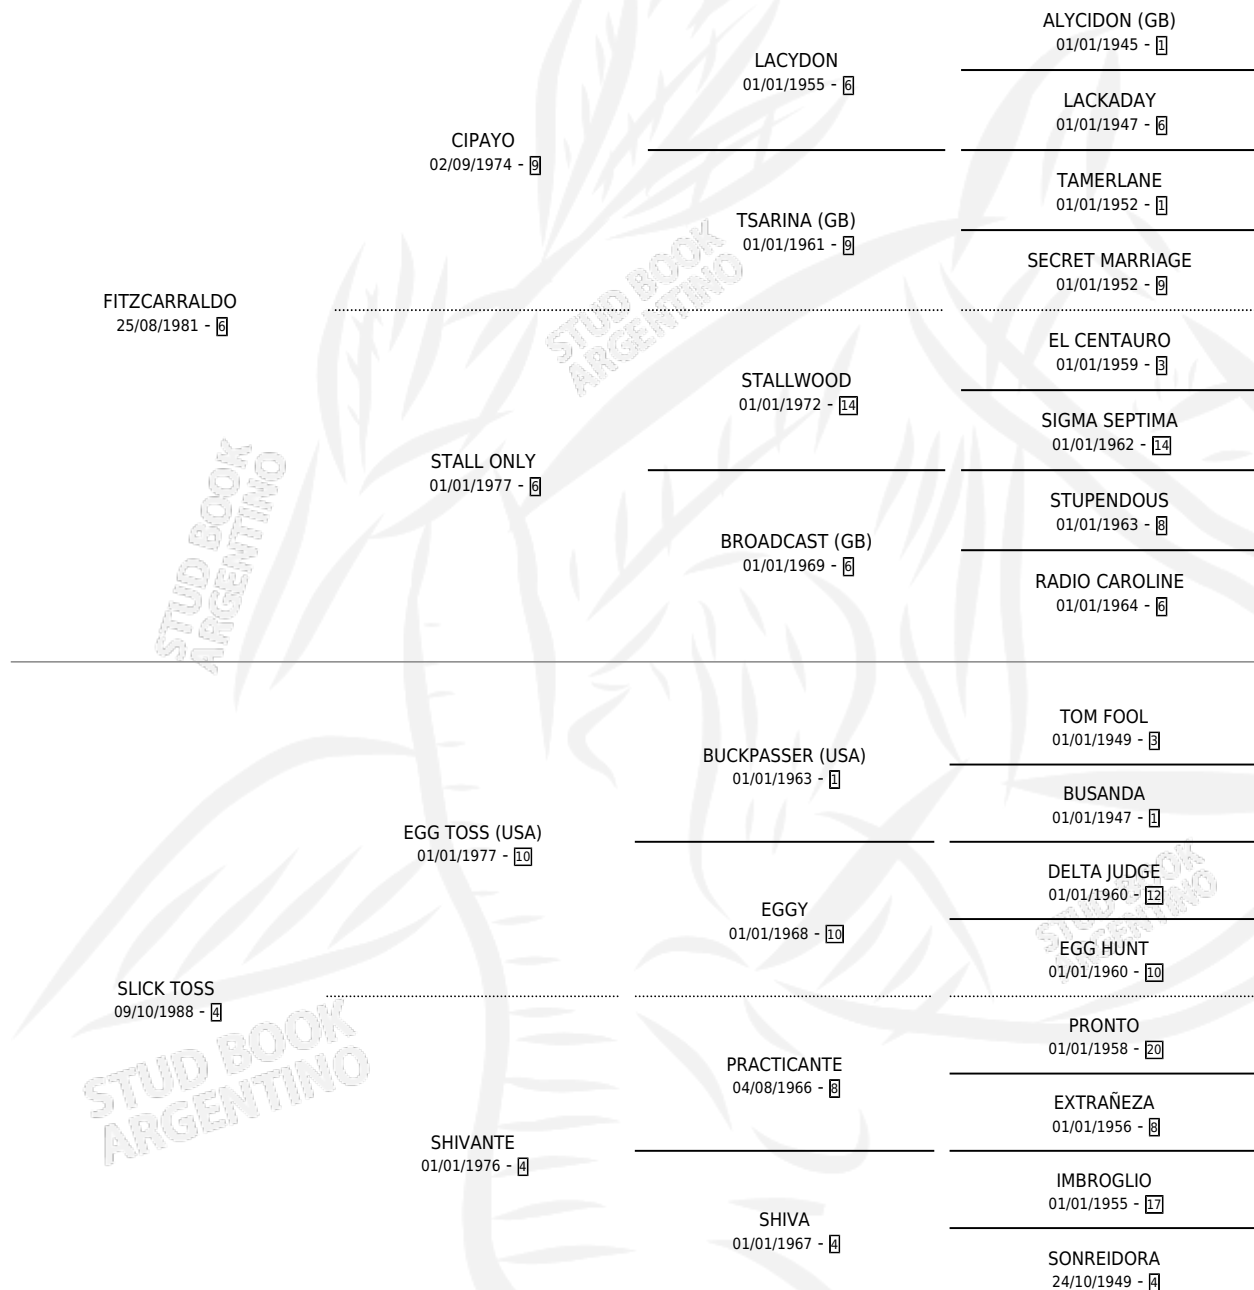 ALYCIDON (GB)
01/01/1945 - 1
LACYDON
01/01/1955 - 6
LACKADAY
01/01/1947 - 6
CIPAYO
02/09/1974 - 9
TAMERLANE
01/01/1952 - 1
TSARINA (GB)
01/01/1961 - 9
SECRET MARRIAGE
01/01/1952 - 9
FITZCARRALDO
25/08/1981 - 6
STUD BOOK
ARGENTINO
EL CENTAURO
01/01/1959 - 3
STALLWOOD
01/01/1972 - 14
SIGMA SEPTIMA
01/01/1962 - 14
STALL ONLY
01/01/1977 - 6
STUPENDOUS
01/01/1963 - 8
BROADCAST (GB)
01/01/1969 - 6
RADIO CAROLINE
01/01/1964 - 6
STUD BOOK
ARGENTINO
TOM FOOL
01/01/1949 - 3
BUCKPASSER (USA)
01/01/1963 - 1
BUSANDA
01/01/1947 - 1
EGG TOSS (USA)
01/01/1977 - 10
DELTA JUDGE
01/01/1960 - 12
EGGY
01/01/1968 - 10
EGG HUNT
01/01/1960 - 10
STUD BOOK
ARGENTINO
SLICK TOSS
09/10/1988 - 4
PRONTO
01/01/1958 - 20
PRACTICANTE
04/08/1966 - 8
EXTRAÑEZA
01/01/1956 - 8
STUD BOOK
ARGENTINO
SHIVANTE
01/01/1976 - 4
IMBROGLIO
01/01/1955 - 17
SHIVA
01/01/1967 - 4
SONREIDORA
24/10/1949 - 4